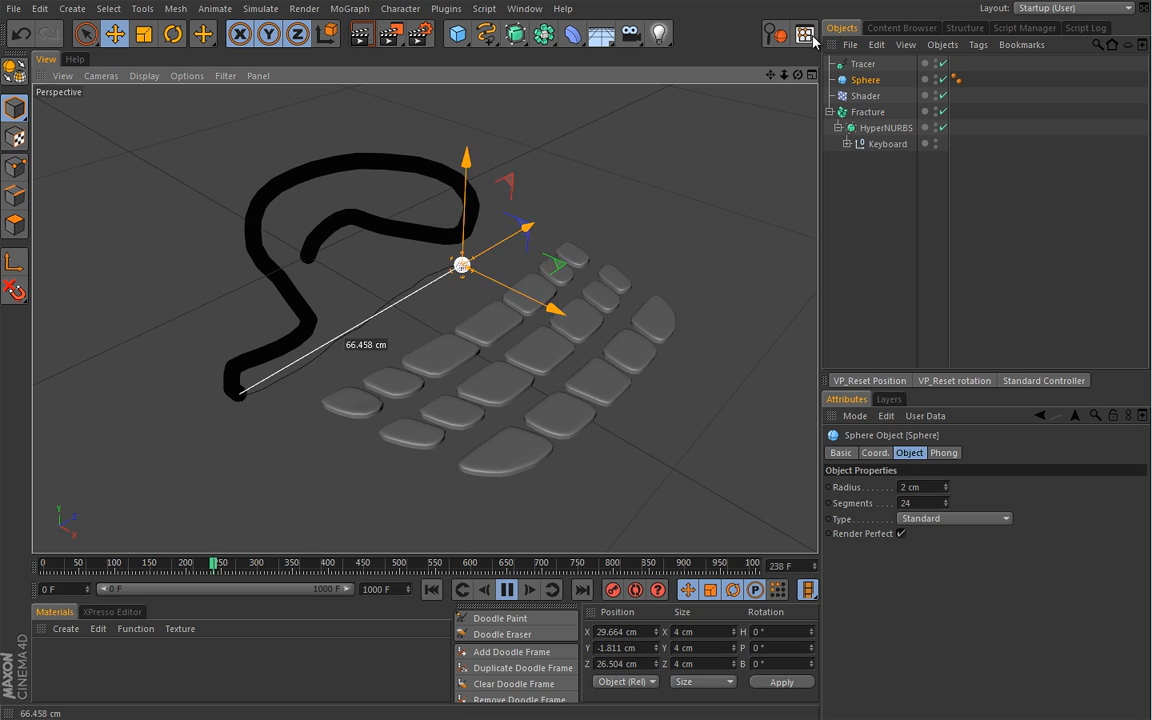 File Edit Create Select Tools Mesh Animate Simulate Render MoGraph Character Plugins Script Window Help Layout: Startup (User)
X Y Z
Objects Content Browser Structure Script Manager Script Log
File Edit View Objects Tags Bookmarks
View Help
View Cameras Display Options Filter Panel
Perspective
Tracer
Sphere
Shader
Fracture
HyperNURBS
Keyboard
66.458 cm
Y
Z
X
VP_Reset Position VP_Reset rotation Standard Controller
Attributes Layers
Mode Edit User Data
Sphere Object [Sphere]
Basic Coord. Object Phong
Object Properties
Radius....... 2 cm
Segments .... 24
Type......... Standard
Render Perfect
0 50 100 150 200 250 300 350 400 450 500 550 600 650 700 750 800 850 900 950 100 238 F
0 F 0 F 1000 F 1000 F P
Materials XPresso Editor
Create Edit Function Texture
Doodle Paint
Doodle Eraser
Add Doodle Frame
Duplicate Doodle Frame
Clear Doodle Frame
Remove Doodle Frame
Position Size Rotation
X 29.664 cm X 4 cm H 0 °
Y -1.811 cm Y 4 cm P 0 °
Z 26.504 cm Z 4 cm B 0 °
Object (Rel) Size Apply
MAXON
CINEMA 4D
66.458 cm